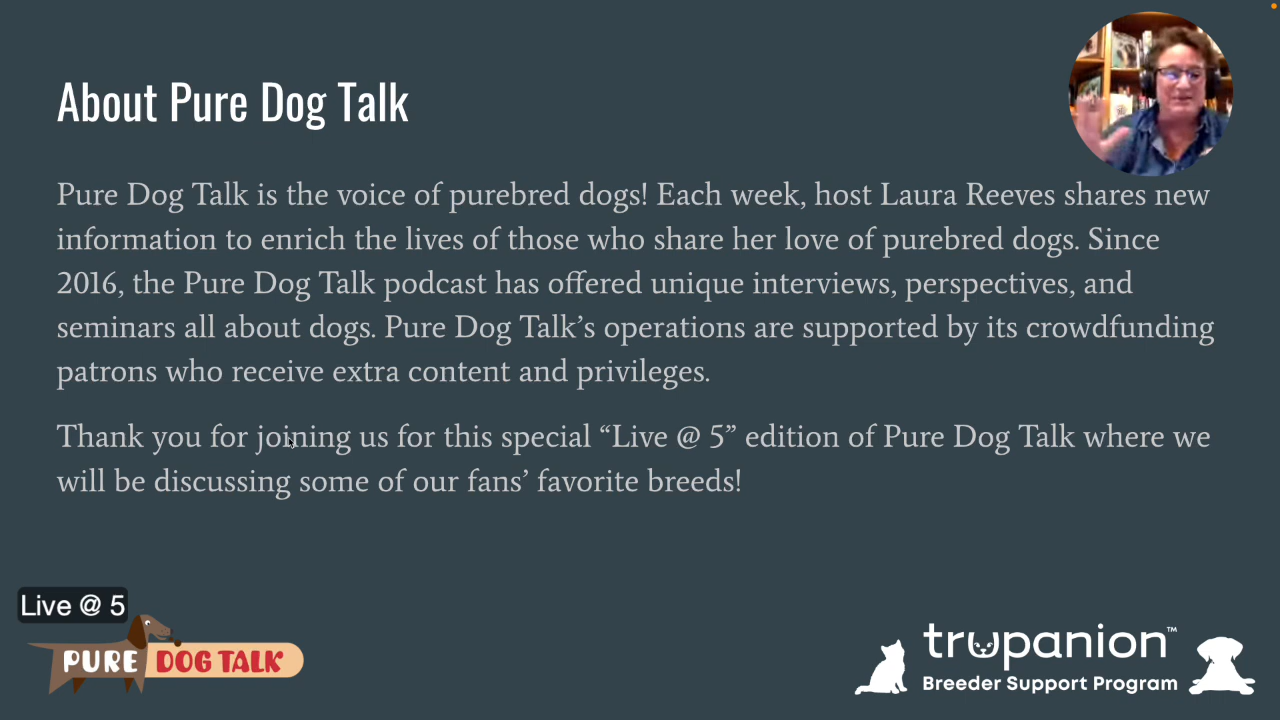 About Pure Dog Talk
Pure Dog Talk is the voice of purebred dogs! Each week, host Laura Reeves shares new
information to enrich the lives of those who share her love of purebred dogs. Since
2016, the Pure Dog Talk podcast has offered unique interviews, perspectives, and
seminars all about dogs. Pure Dog Talk’s operations are supported by its crowdfunding
patrons who receive extra content and privileges.
Thank you for joining us for this special “Live @ 5” edition of Pure Dog Talk where we
will be discussing some of our fans’ favorite breeds!
Live @ 5
PURE DOG TALK
trupanion™
Breeder Support Program